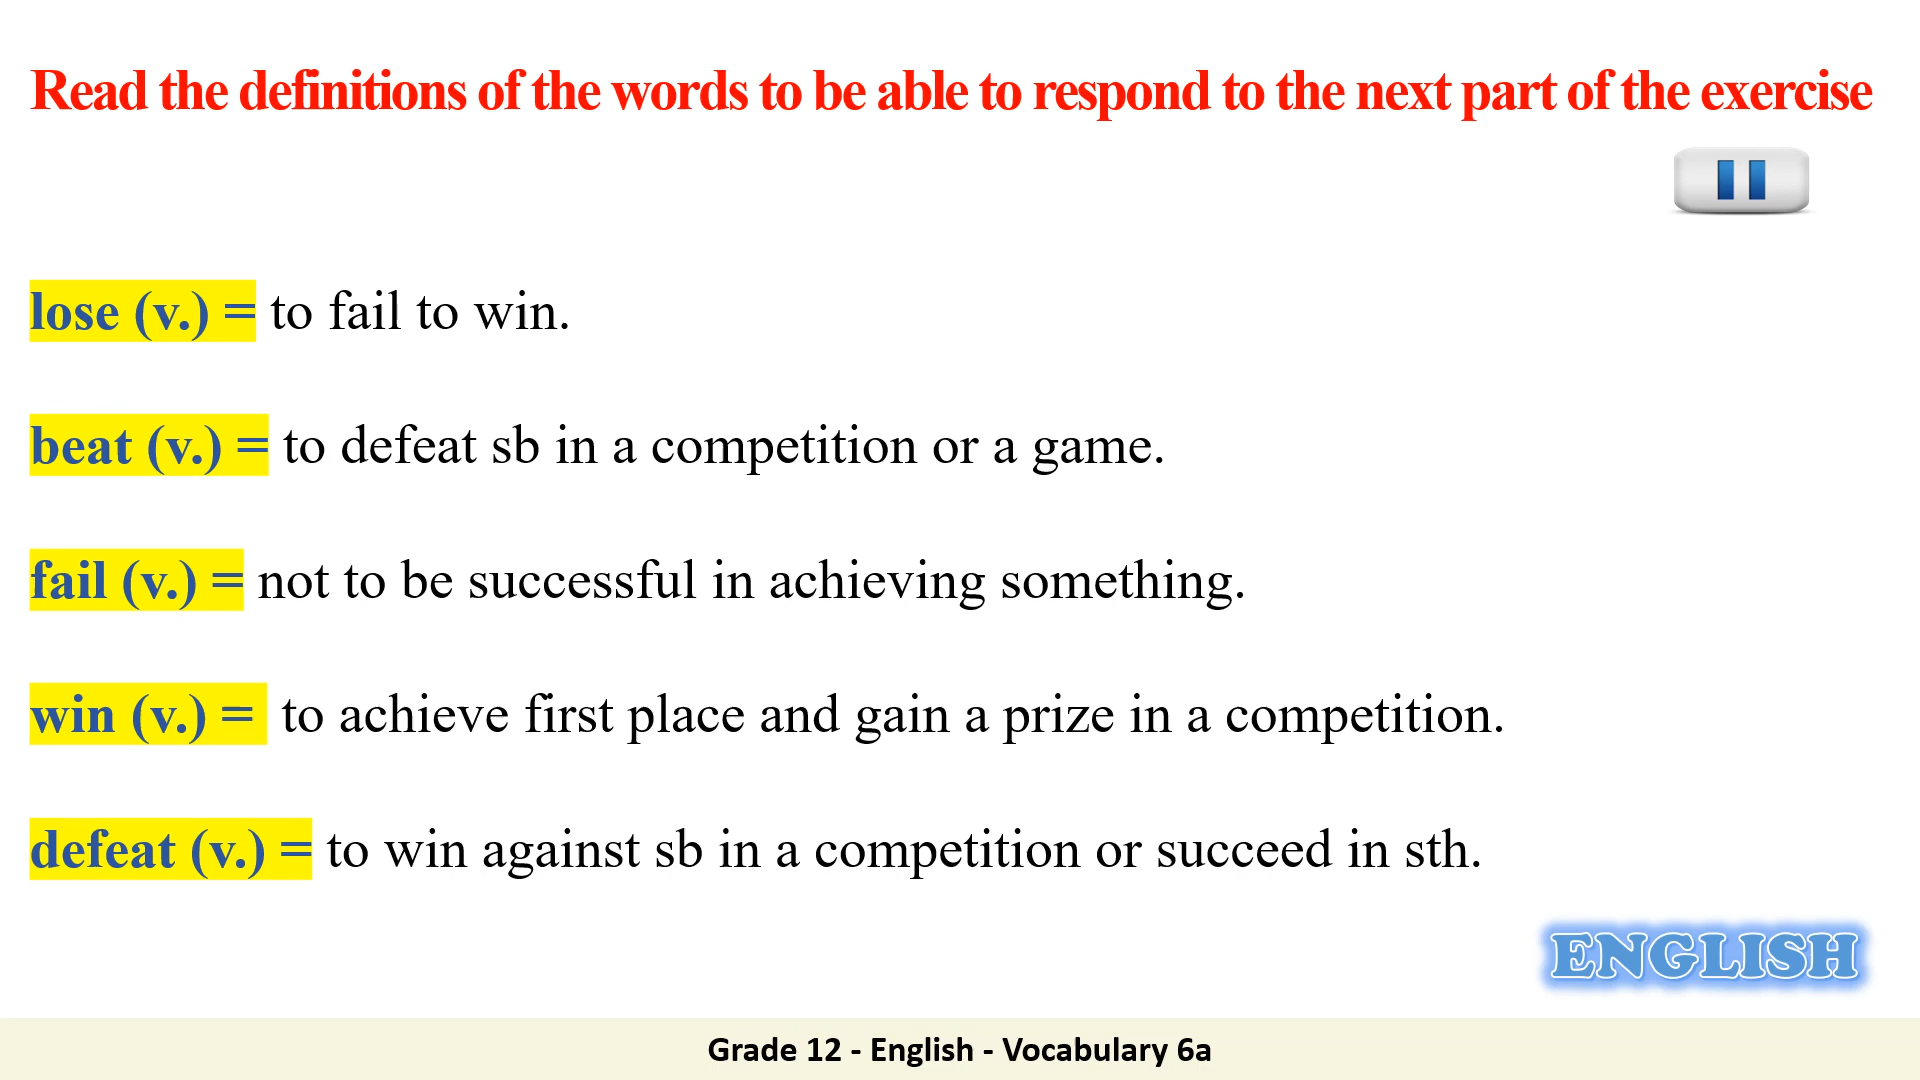 Read the definitions of the words to be able to respond to the next part of the exercise
lose (v.) = to fail to win.
beat (v.) = to defeat sb in a competition or a game.
fail (v.) = not to be successful in achieving something.
win (v.) = to achieve first place and gain a prize in a competition.
defeat (v.) = to win against sb in a competition or succeed in sth.
ENGLISH
Grade 12 - English - Vocabulary 6a